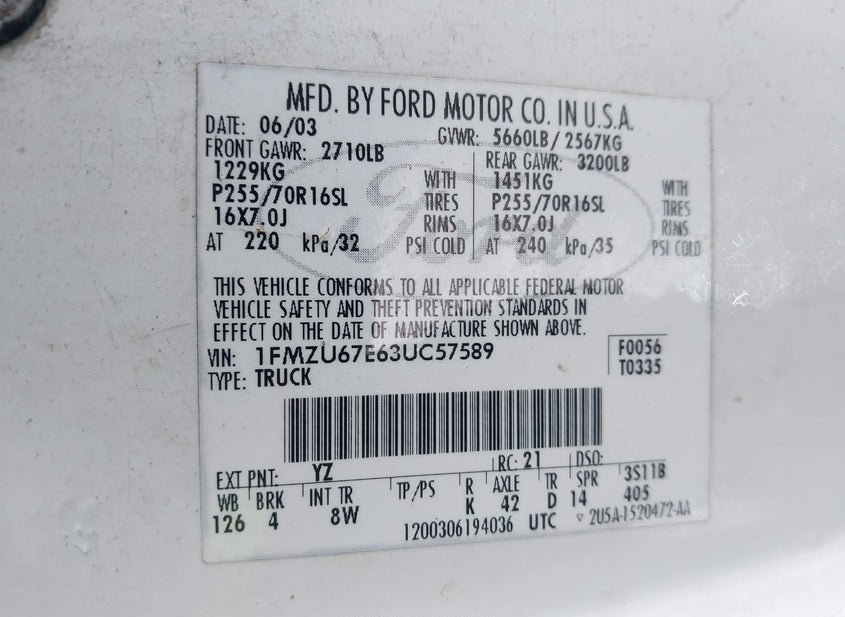 MFD. BY FORD MOTOR CO. IN U.S.A.
DATE: 06/03 GVWR: 5660LB/2567KG
FRONT GAWR: 2710LB REAR GAWR: 3200LB
1229KG WITH 1451KG WITH
P255/70R16SL TIRES P255/70R16SL TIRES
16X7.0J RIMS 16X7.0J RIMS
AT 220 kPa/32 PSI COLD AT 240 kPa/35 PSI COLD
Ford
THIS VEHICLE CONFORMS TO ALL APPLICABLE FEDERAL MOTOR
VEHICLE SAFETY AND THEFT PREVENTION STANDARDS IN
EFFECT ON THE DATE OF MANUFACTURE SHOWN ABOVE.
VIN: 1FMZU67E63UC57589 F0056
TYPE: TRUCK T0335
EXT PNT: YZ RC: 21 DSO:
WB BRK INT TR TP/PS R AXLE TR SPR 3S11B
126 4 8W K 42 D 14 405
1200306194036 UTC ▽ 2U5A-1520472-AA